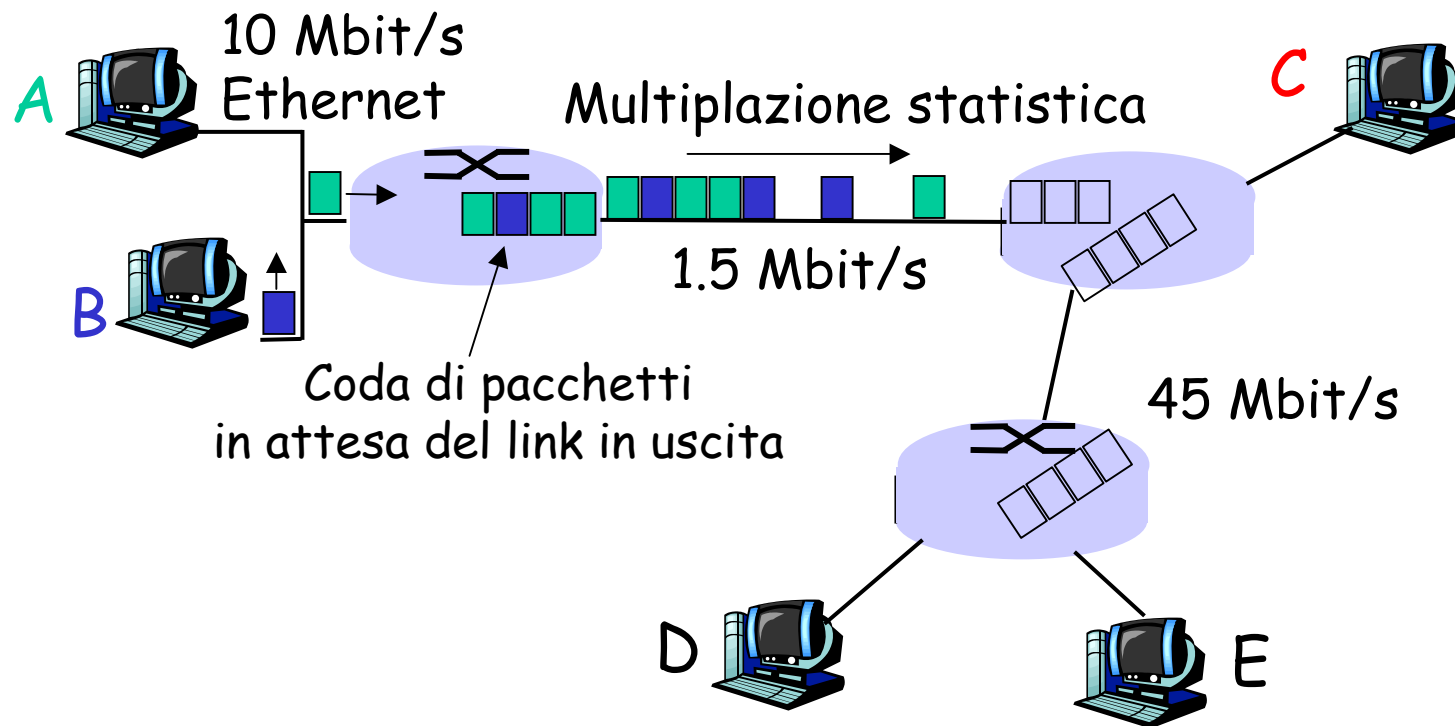 10 Mbit/s
Ethernet
A
Multiplazione statistica
C
B
1.5 Mbit/s
Coda di pacchetti
in attesa del link in uscita
45 Mbit/s
D
E